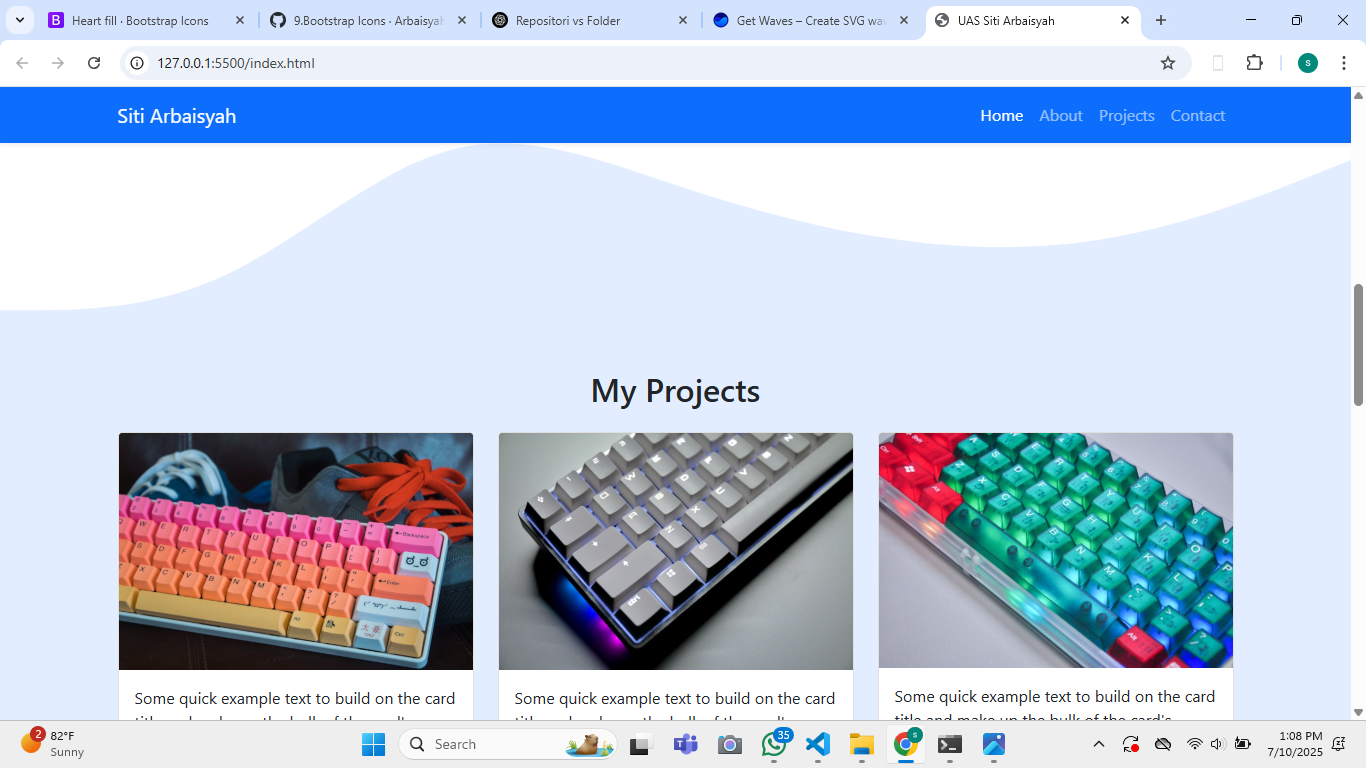 Heart fill · Bootstrap Icons
9.Bootstrap Icons · Arbaisyah
Repositori vs Folder
Get Waves – Create SVG wav
UAS Siti Arbaisyah
127.0.0.1:5500/index.html
s
Siti Arbaisyah
Home
About
Projects
Contact
My Projects
Some quick example text to build on the card
Some quick example text to build on the card
Some quick example text to build on the card
title and make up the bulk of the card's
2
82°F
Sunny
Search
35
s
1:08 PM
7/10/2025